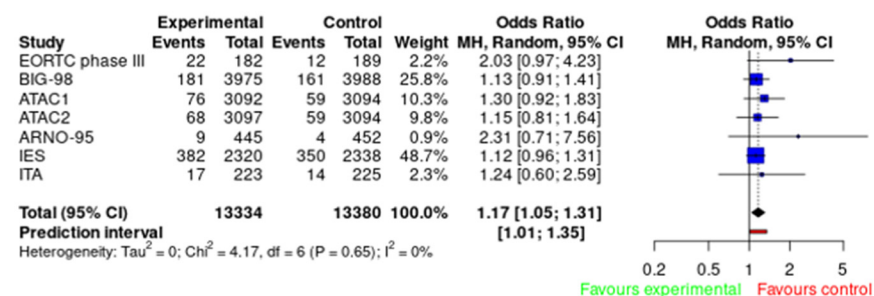 Experimental Control Odds Ratio Odds Ratio
Study Events Total Events Total Weight MH, Random, 95% CI MH, Random, 95% CI
EORTC phase III 22 182 12 189 2.2% 2.03 [0.97; 4.23]
BIG-98 181 3975 161 3988 25.8% 1.13 [0.91; 1.41]
ATAC1 76 3092 59 3094 10.3% 1.30 [0.92; 1.83]
ATAC2 68 3097 59 3094 9.8% 1.15 [0.81; 1.64]
ARNO-95 9 445 4 452 0.9% 2.31 [0.71; 7.56]
IES 382 2320 350 2338 48.7% 1.12 [0.96; 1.31]
ITA 17 223 14 225 2.3% 1.24 [0.60; 2.59]
Total (95% CI) 13334 13380 100.0% 1.17 [1.05; 1.31]
Prediction interval [1.01; 1.35]
Heterogeneity: Tau² = 0; Chi² = 4.17, df = 6 (P = 0.65); I² = 0%
0.2 0.5 1 2 5
Favours experimental Favours control